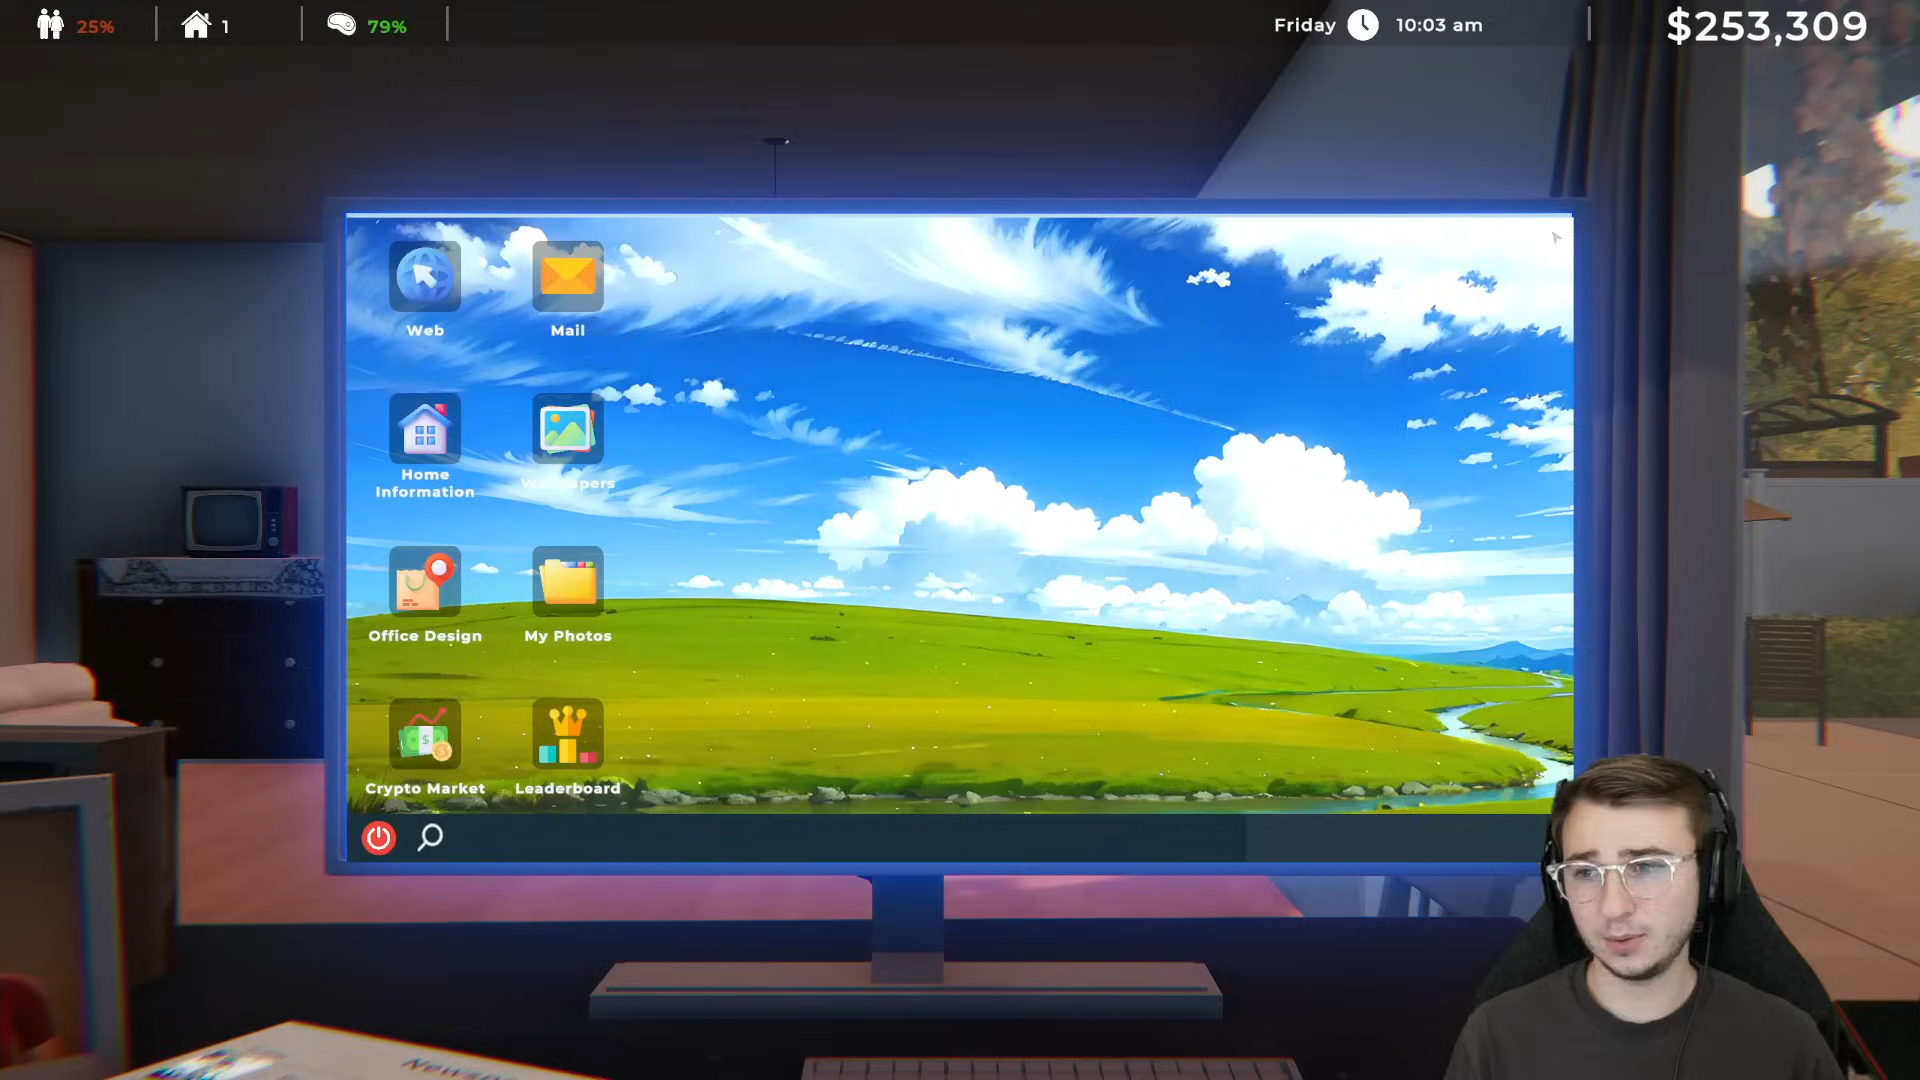 25%
1
79%
Friday
10:03 am
$253,309
Web
Mail
Home
Information
Wallpapers
Office Design
My Photos
Crypto Market
Leaderboard